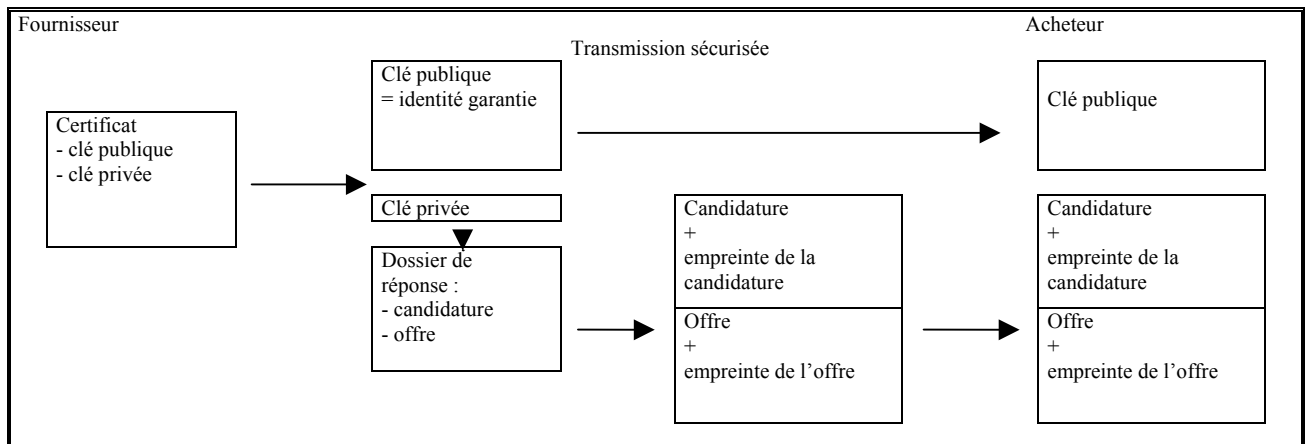 Fournisseur
Acheteur
Transmission sécurisée
Certificat
- clé publique
- clé privée
Clé publique
= identité garantie
Clé publique
Clé privée
Dossier de
réponse :
- candidature
- offre
Candidature
+
empreinte de la
candidature
Offre
+
empreinte de l’offre
Candidature
+
empreinte de la
candidature
Offre
+
empreinte de l’offre